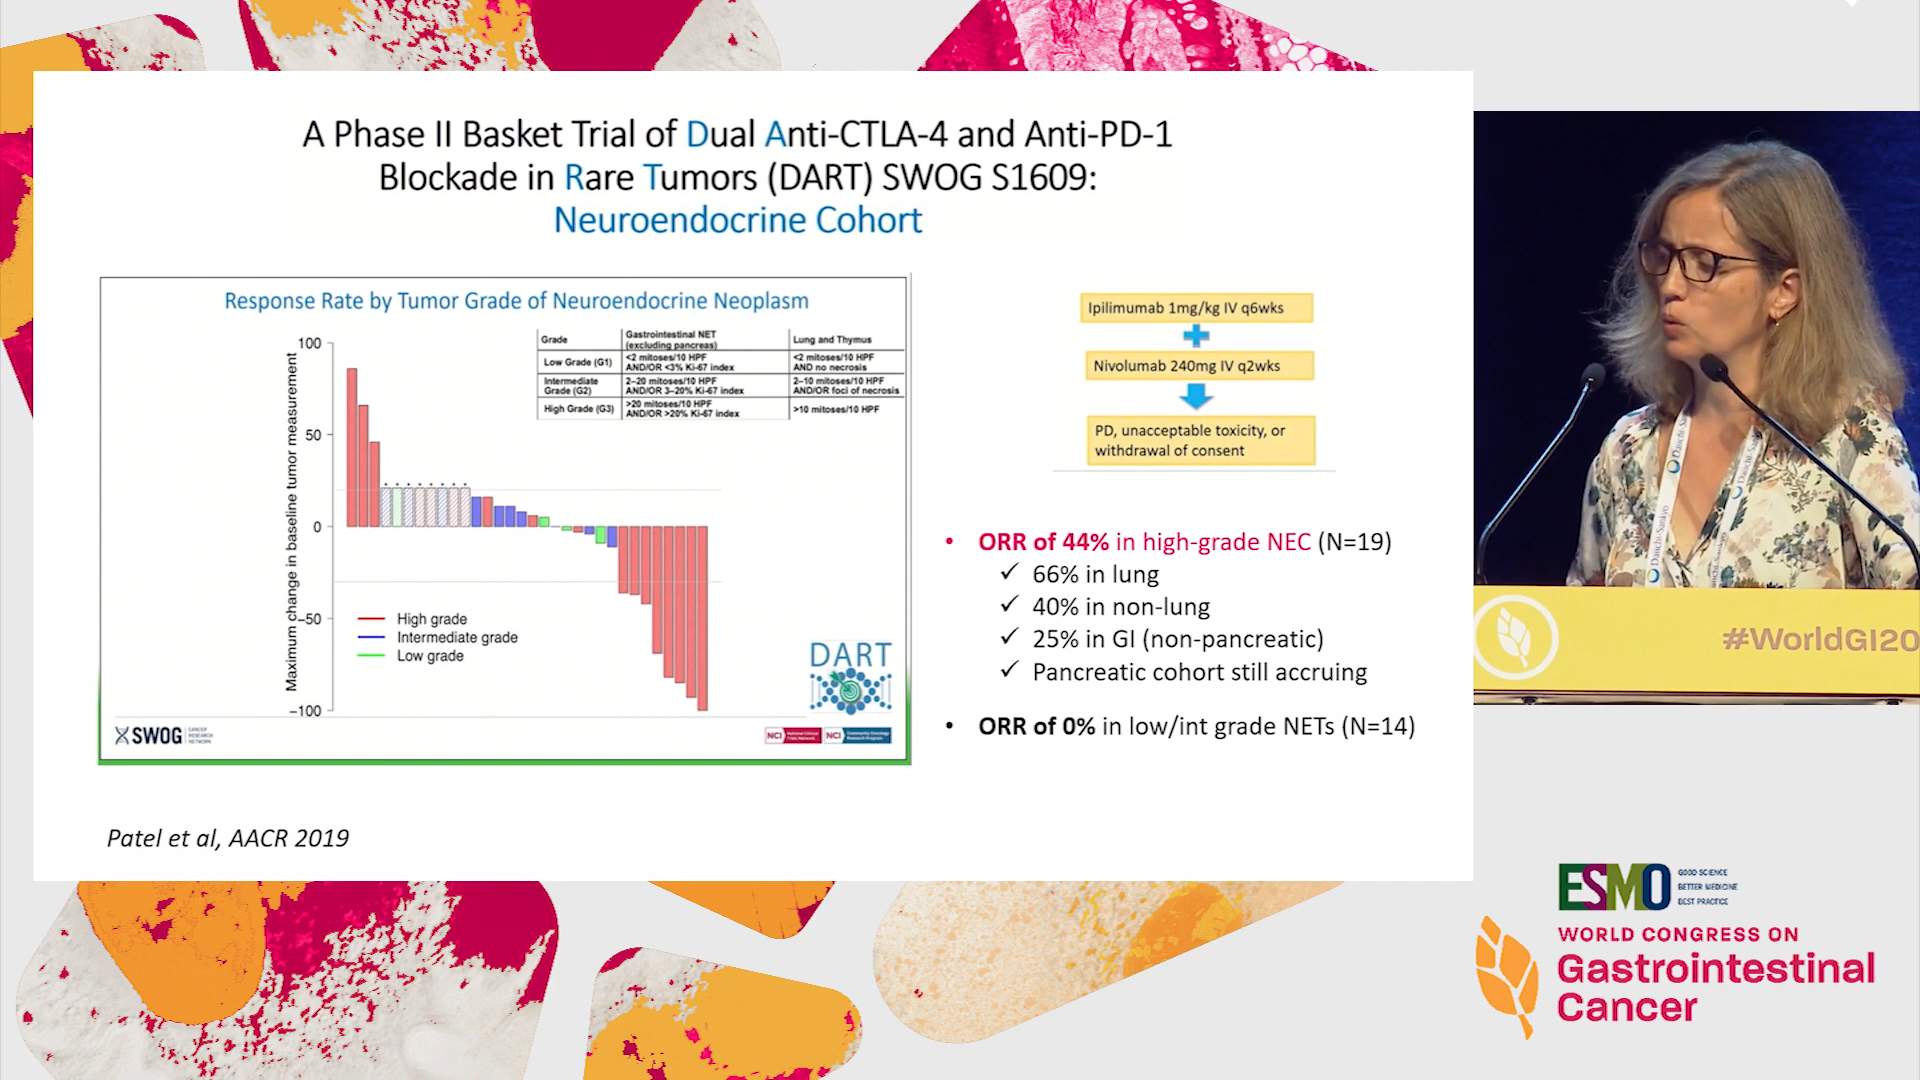 A Phase II Basket Trial of Dual Anti-CTLA-4 and Anti-PD-1
Blockade in Rare Tumors (DART) SWOG S1609:
Neuroendocrine Cohort
Response Rate by Tumor Grade of Neuroendocrine Neoplasm
Maximum change in baseline tumor measurement
100
50
0
−50
−100
Grade
Gastrointestinal NET
(excluding pancreas)
Lung and Thymus
Low Grade (G1)
<2 mitoses/10 HPF
AND/OR <3% Ki-67 index
<2 mitoses/10 HPF
AND no necrosis
Intermediate
Grade (G2)
2–20 mitoses/10 HPF
AND/OR 3–20% Ki-67 index
2–10 mitoses/10 HPF
AND/OR foci of necrosis
High Grade (G3)
>20 mitoses/10 HPF
AND/OR >20% Ki-67 index
>10 mitoses/10 HPF
High grade
Intermediate grade
Low grade
DART
SWOG
CANCER
RESEARCH
NETWORK
NCI
NCI
Ipilimumab 1mg/kg IV q6wks
Nivolumab 240mg IV q2wks
PD, unacceptable toxicity, or
withdrawal of consent
• ORR of 44% in high-grade NEC (N=19)
✓ 66% in lung
✓ 40% in non-lung
✓ 25% in GI (non-pancreatic)
✓ Pancreatic cohort still accruing
• ORR of 0% in low/int grade NETs (N=14)
Patel et al, AACR 2019
Daiichi-Sankyo
#WorldGI20
ESMO
GOOD SCIENCE
BETTER MEDICINE
BEST PRACTICE
WORLD CONGRESS ON
Gastrointestinal
Cancer